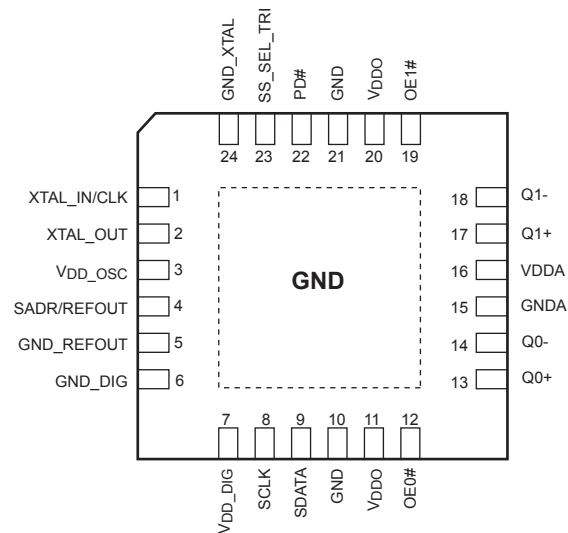 GND_XTAL
SS_SEL_TRI
PD#
GND
VDDO
OE1#
24 23 22 21 20 19
XTAL_IN/CLK 1
XTAL_OUT 2
VDD_OSC 3
SADR/REFOUT 4
GND_REFOUT 5
GND_DIG 6
GND
18 Q1-
17 Q1+
16 VDDA
15 GNDA
14 Q0-
13 Q0+
7 8 9 10 11 12
VDD_DIG
SCLK
SDATA
GND
VDDO
OE0#